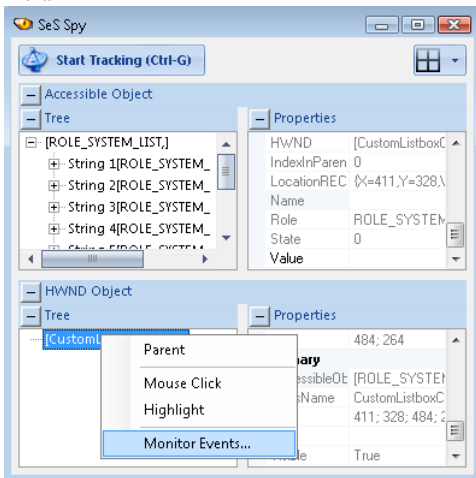 SeS Spy
Start Tracking (Ctrl-G)
Accessible Object
Tree
[ROLE_SYSTEM_LIST,]
String 1[ROLE_SYSTEM_
String 2[ROLE_SYSTEM_
String 3[ROLE_SYSTEM_
String 4[ROLE_SYSTEM_
Properties
HWND [CustomListboxC
IndexInParen 0
LocationREC {X=411,Y=328,\
Name
Role ROLE_SYSTEM
State 0
Value
HWND Object
Tree
[CustomL
Parent
Mouse Click
Highlight
Monitor Events...
Properties
484; 264
[ROLE_SYSTEM
CustomListboxC
411; 328; 484; 2
True